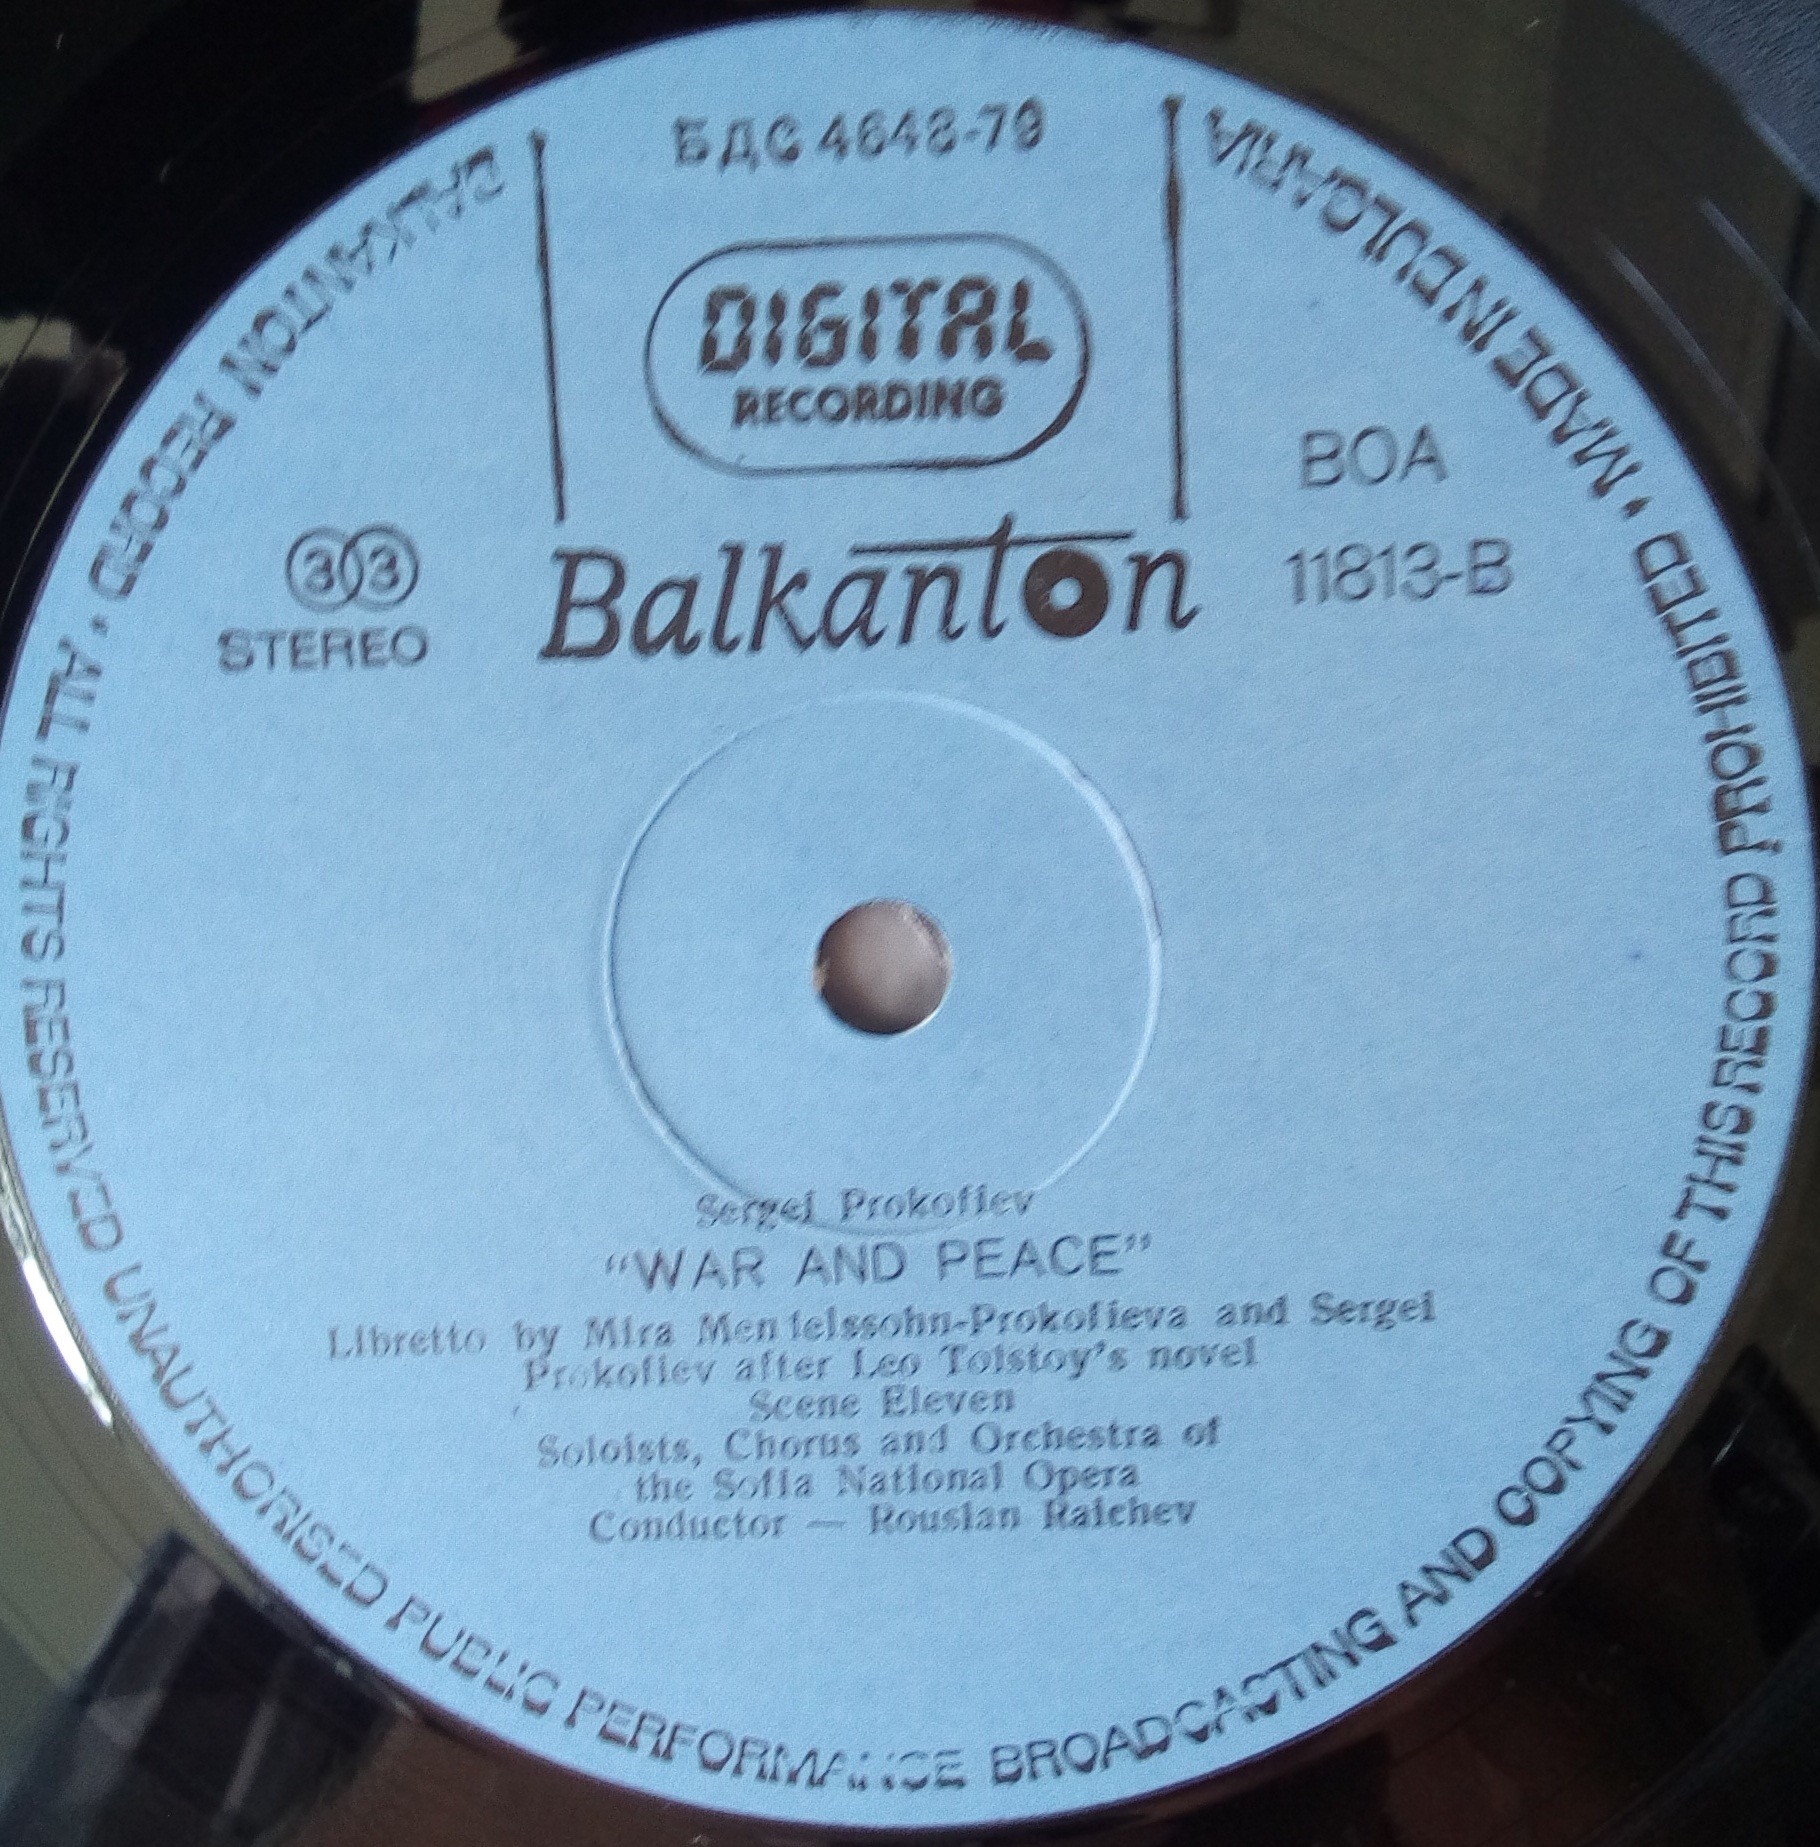 БДС 4648-79
DIGITAL
RECORDING
33
STEREO
Balkanton
BOA
11813-B
Sergei Prokofiev
"WAR AND PEACE"
Libretto by Mira Mendelssohn-Prokofieva and Sergei
Prokofiev after Leo Tolstoy's novel
Scene Eleven
Soloists, Chorus and Orchestra of
the Sofia National Opera
Conductor — Rouslan Raichev
BALKANTON RECORD • ALL RIGHTS RESERVED UNAUTHORISED PUBLIC PERFORMANCE BROADCASTING AND COPYING OF THIS RECORD PROHIBITED • MADE IN BULGARIA